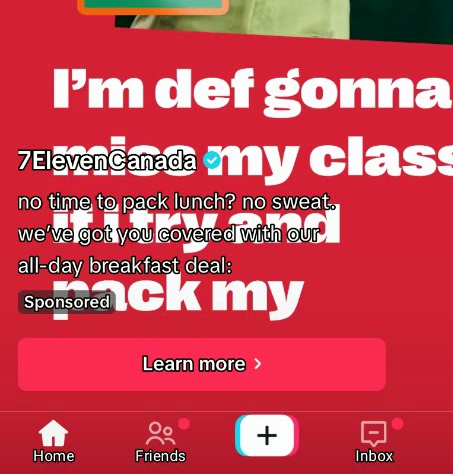 I'm def gonna
miss my class
if i try and
pack my
7ElevenCanada
no time to pack lunch? no sweat.
we've got you covered with our
all-day breakfast deal:
Sponsored
Learn more >
Home
Friends
Inbox